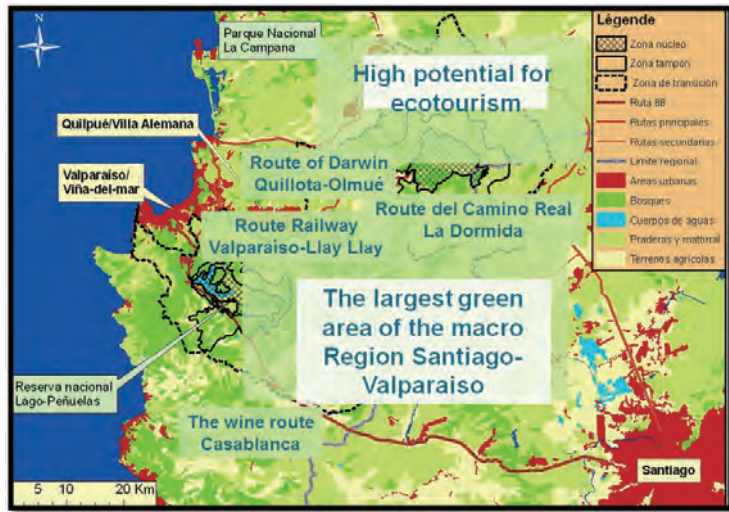 N
Parque Nacional
La Campana
High potential for
ecotourism
Quilpué/Villa Alemana
Route of Darwin
Quillota-Olmué
Valparaiso/
Viña-del-mar
Route del Camino Real
La Dormida
Route Railway
Valparaiso-Llay Llay
The largest green
area of the macro
Region Santiago-
Valparaiso
Reserva nacional
Lago-Peñuelas
The wine route
Casablanca
Santiago
5 10 20 Km
Légende
Zona núcleo
Zona tampón
Zona de transición
Ruta 68
Rutas principales
Rutas secundarias
Limite regional
Areas urbanas
Bosques
Cuerpos de aguas
Praderas y matorral
Terrenos agrícolas